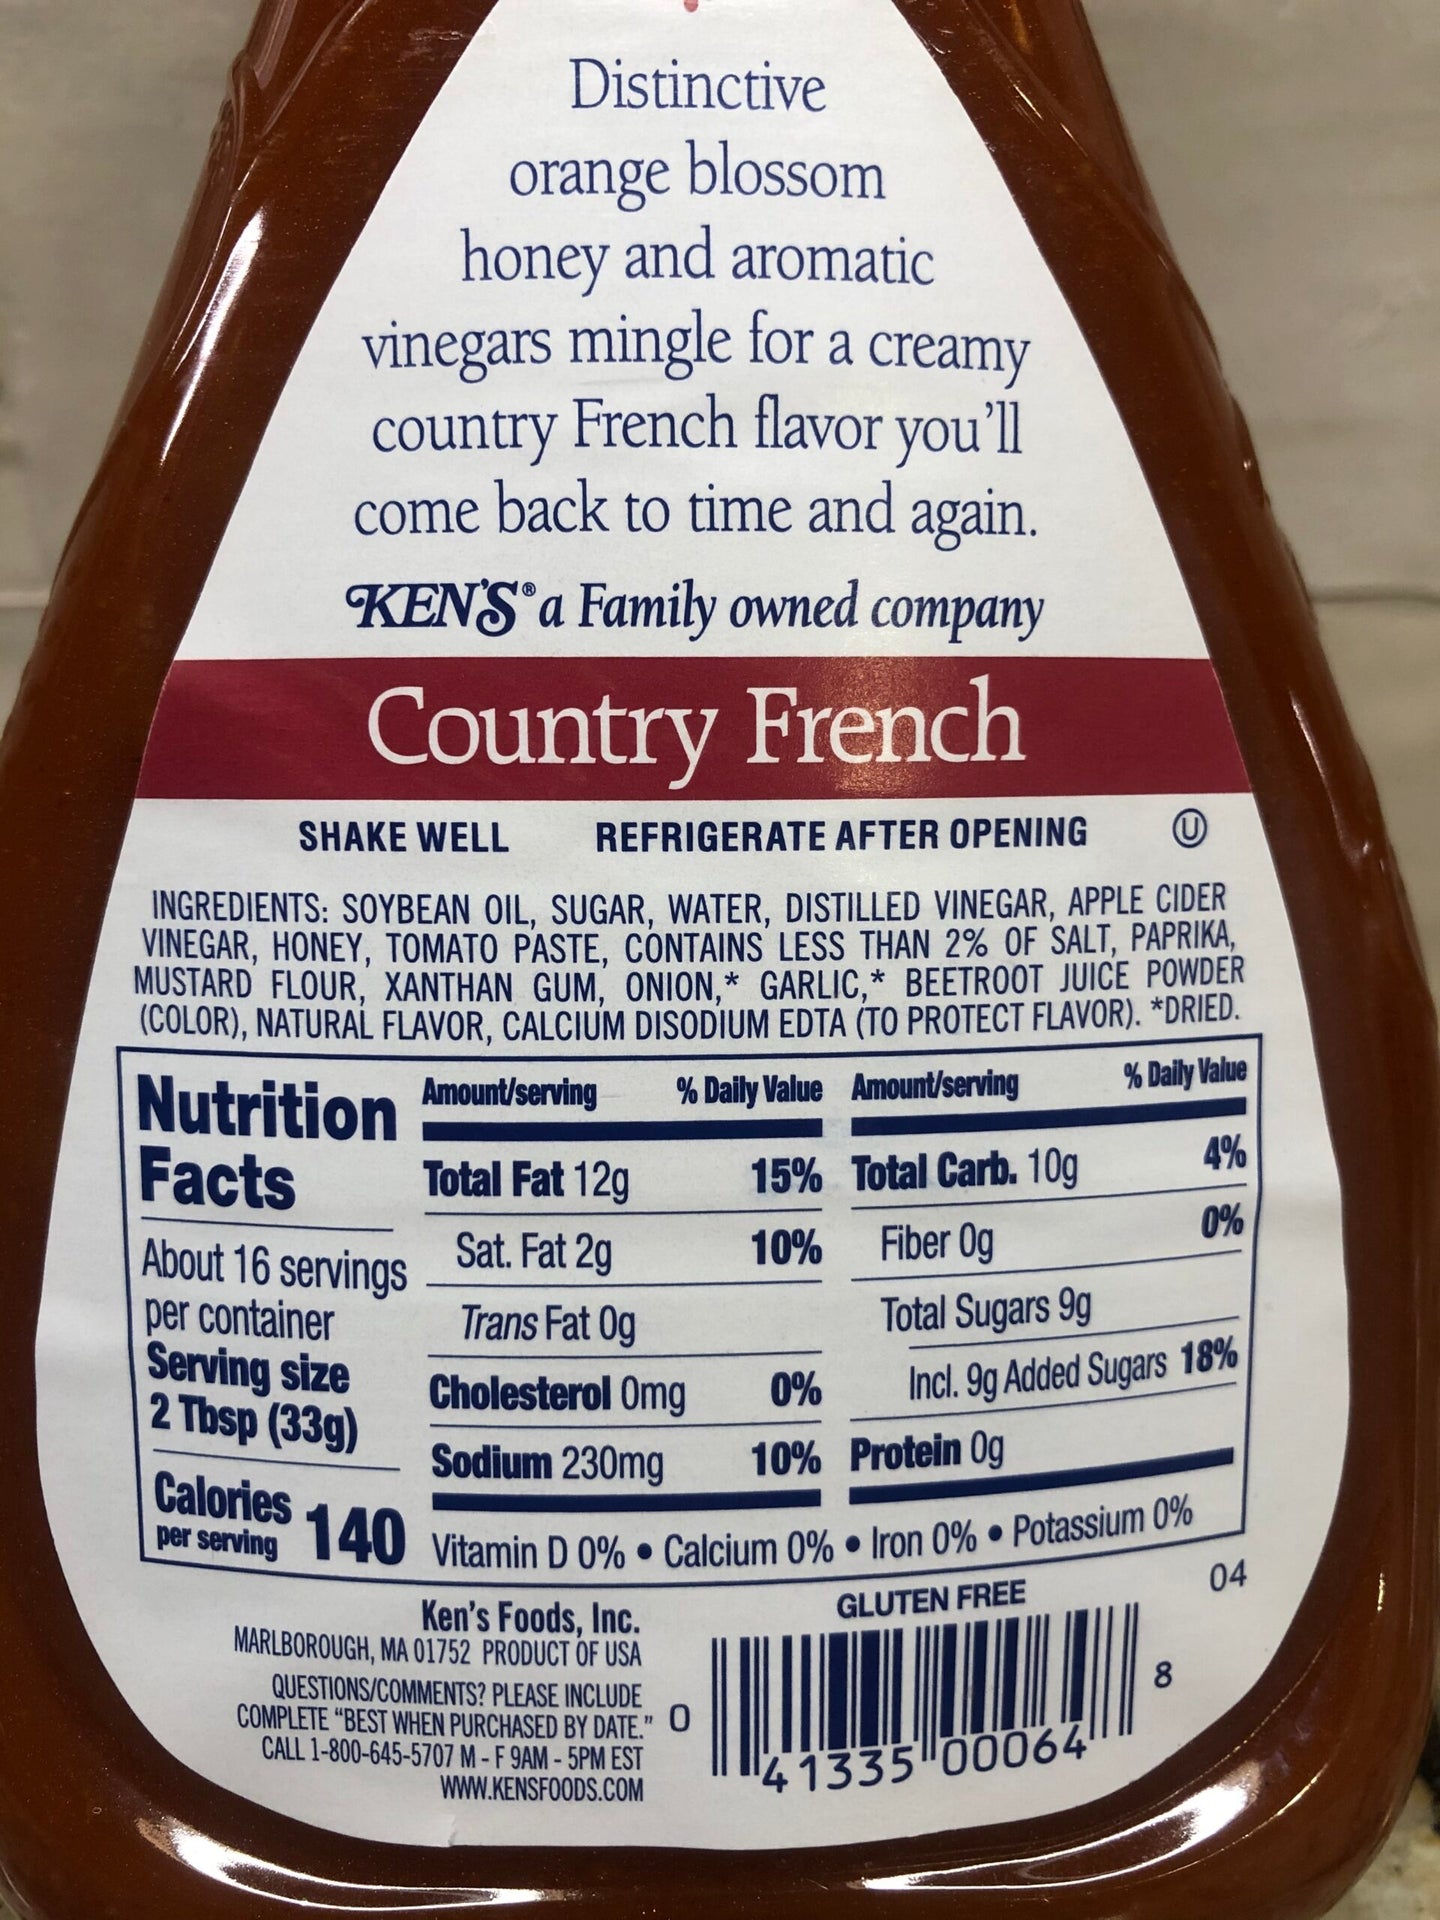 Distinctive
orange blossom
honey and aromatic
vinegars mingle for a creamy
country French flavor you'll
come back to time and again.
KEN'S® a Family owned company
Country French
SHAKE WELL REFRIGERATE AFTER OPENING Ⓤ
INGREDIENTS: SOYBEAN OIL, SUGAR, WATER, DISTILLED VINEGAR, APPLE CIDER
VINEGAR, HONEY, TOMATO PASTE, CONTAINS LESS THAN 2% OF SALT, PAPRIKA,
MUSTARD FLOUR, XANTHAN GUM, ONION,* GARLIC,* BEETROOT JUICE POWDER
(COLOR), NATURAL FLAVOR, CALCIUM DISODIUM EDTA (TO PROTECT FLAVOR). *DRIED.
Nutrition
Facts
About 16 servings
per container
Serving size
2 Tbsp (33g)
Calories 140
per serving
Amount/serving % Daily Value
Total Fat 12g 15%
Sat. Fat 2g 10%
Trans Fat 0g
Cholesterol 0mg 0%
Sodium 230mg 10%
Amount/serving % Daily Value
Total Carb. 10g 4%
Fiber 0g 0%
Total Sugars 9g
Incl. 9g Added Sugars 18%
Protein 0g
Vitamin D 0% • Calcium 0% • Iron 0% • Potassium 0%
Ken's Foods, Inc.
MARLBOROUGH, MA 01752 PRODUCT OF USA
QUESTIONS/COMMENTS? PLEASE INCLUDE
COMPLETE "BEST WHEN PURCHASED BY DATE."
CALL 1-800-645-5707 M - F 9AM - 5PM EST
WWW.KENSFOODS.COM
GLUTEN FREE
04
0 41335 00064 8